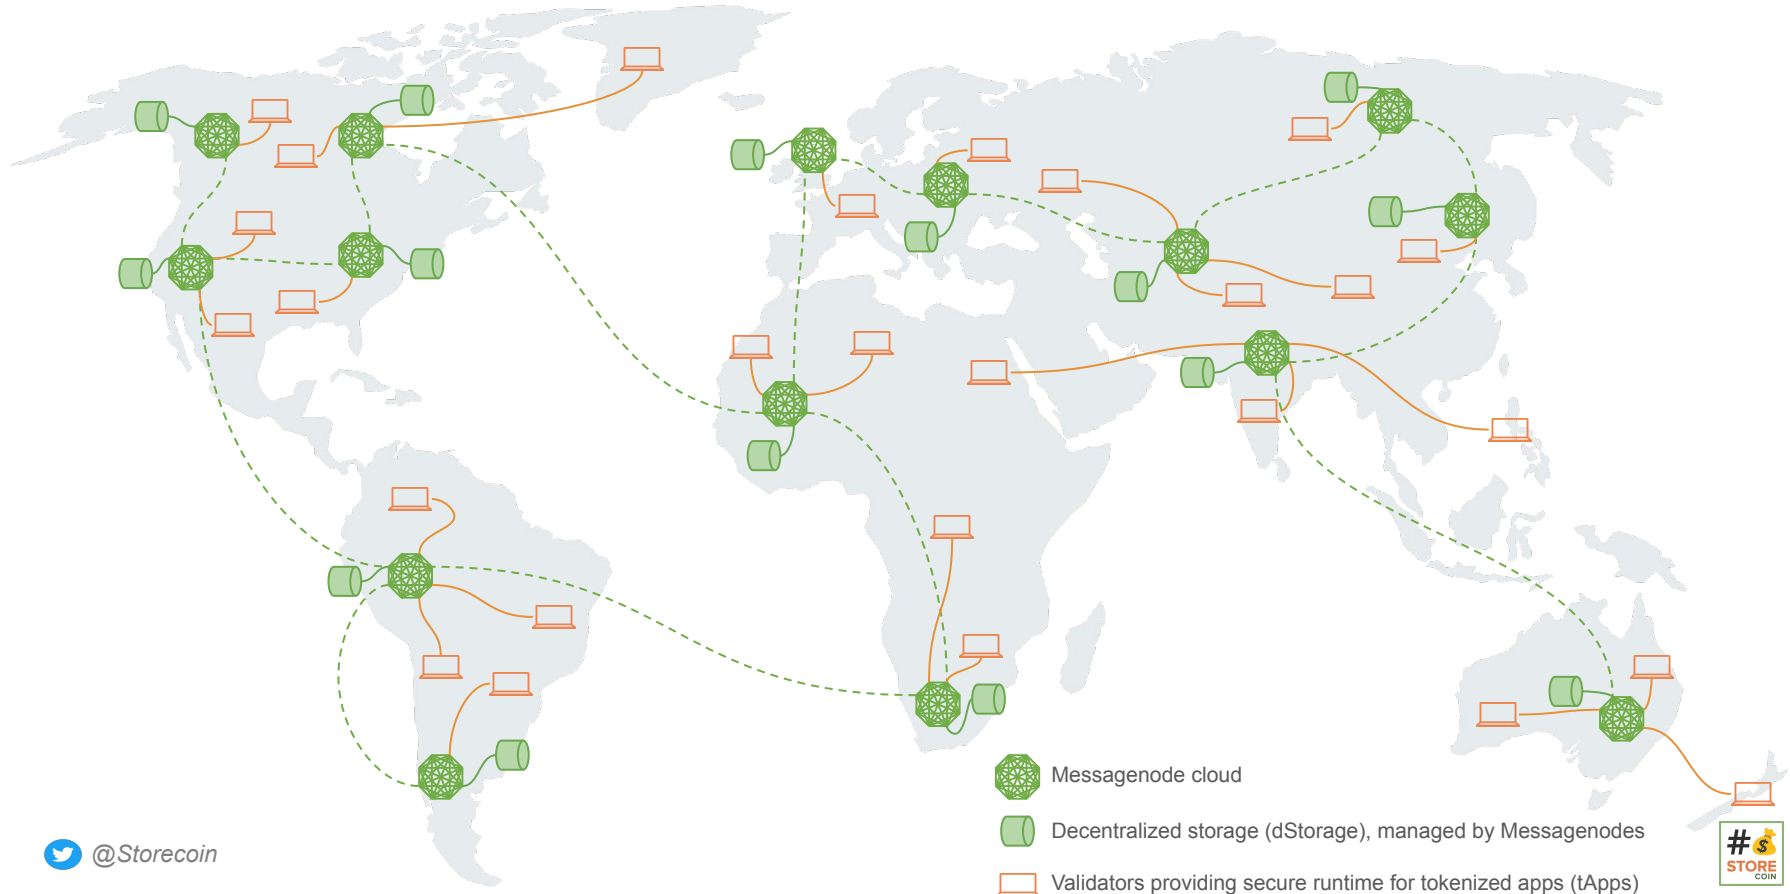 Messagenode cloud
Decentralized storage (dStorage), managed by Messagenodes
Validators providing secure runtime for tokenized apps (tApps)
@Storecoin
#
STORE
COIN